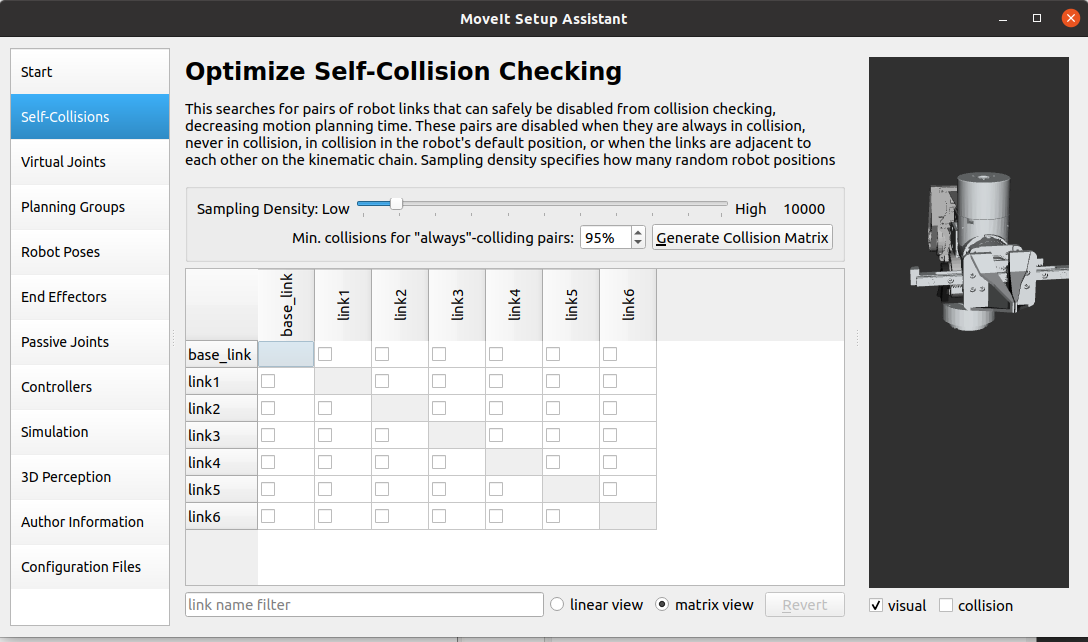 MoveIt Setup Assistant
Start
Self-Collisions
Virtual Joints
Planning Groups
Robot Poses
End Effectors
Passive Joints
Controllers
Simulation
3D Perception
Author Information
Configuration Files
Optimize Self-Collision Checking
This searches for pairs of robot links that can safely be disabled from collision checking,
decreasing motion planning time. These pairs are disabled when they are always in collision,
never in collision, in collision in the robot's default position, or when the links are adjacent to
each other on the kinematic chain. Sampling density specifies how many random robot positions
Sampling Density: Low High 10000
Min. collisions for "always"-colliding pairs: 95% Generate Collision Matrix
base_link link1 link2 link3 link4 link5 link6
base_link
link1
link2
link3
link4
link5
link6
link name filter linear view matrix view Revert
visual collision